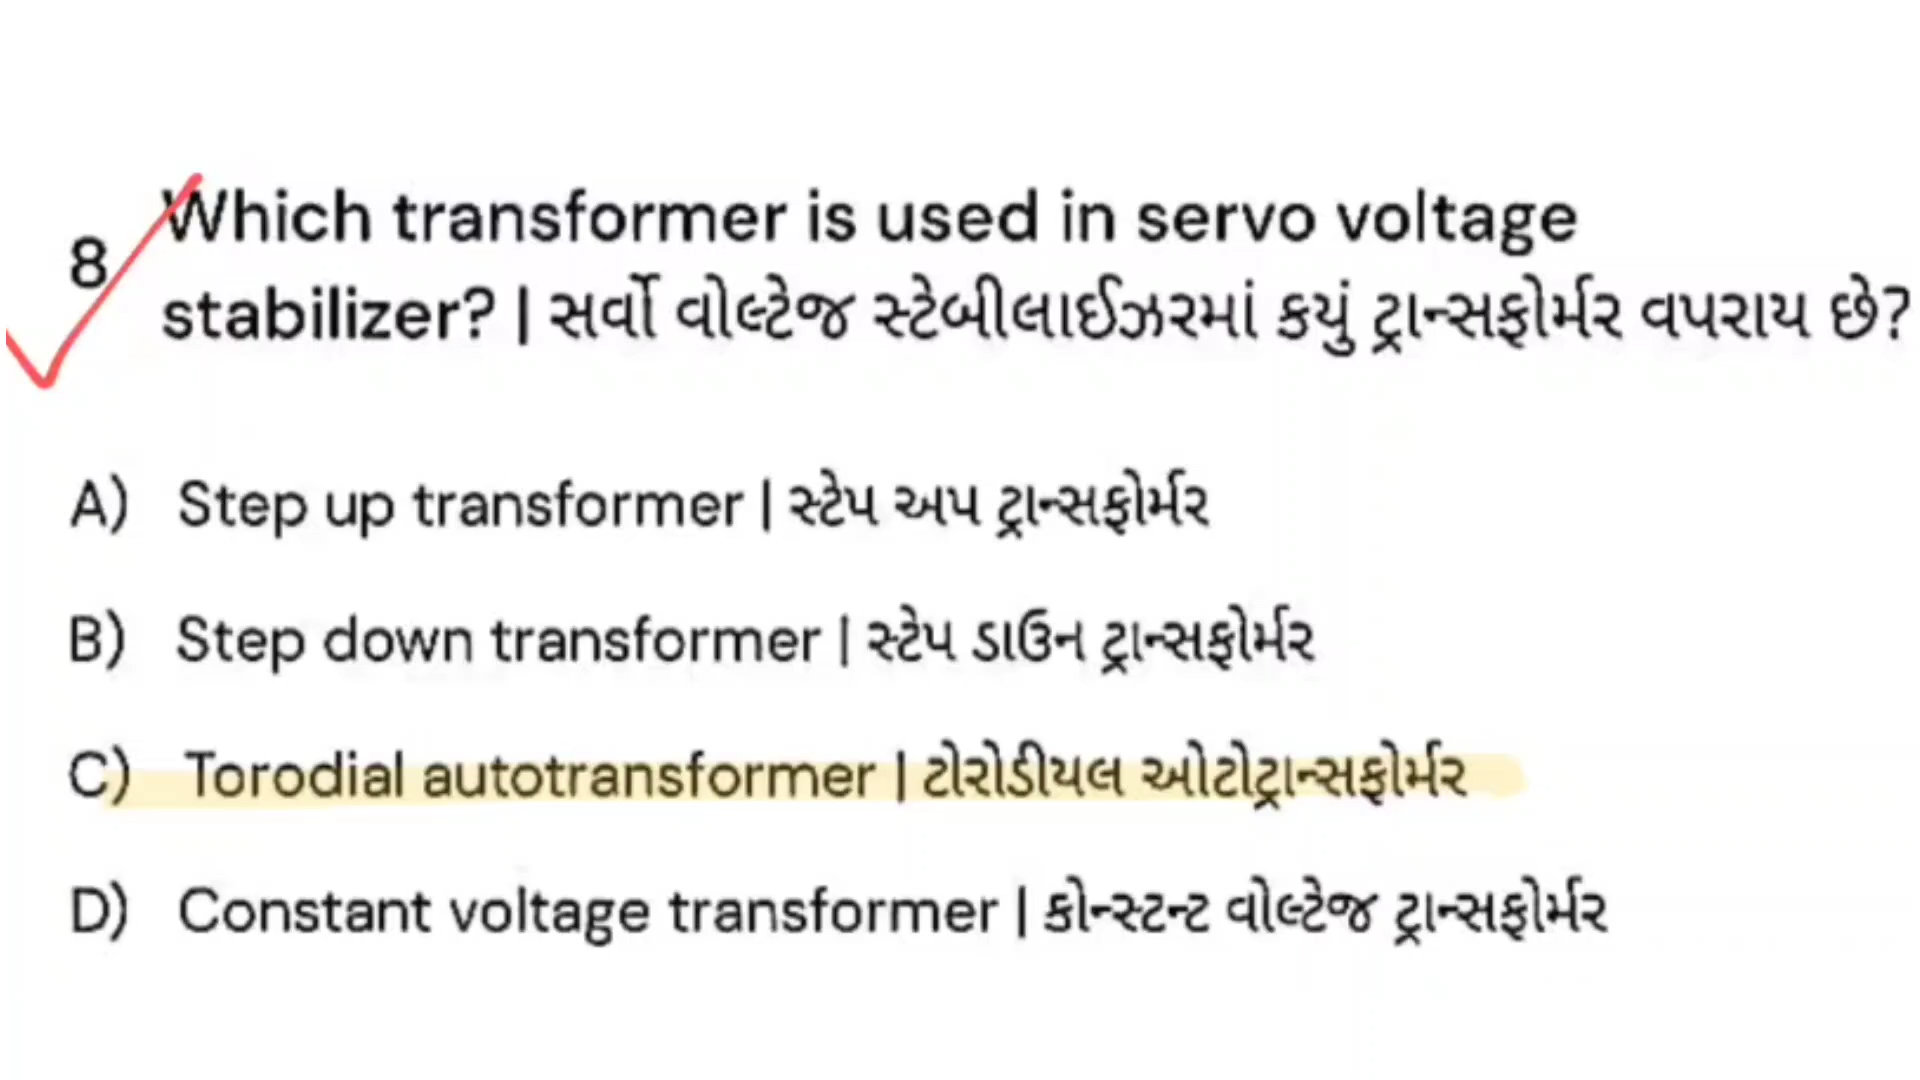 8 Which transformer is used in servo voltage
stabilizer? | સર્વો વોલ્ટેજ સ્ટેબીલાઈઝરમાં કયું ટ્રાન્સફોર્મર વપરાય છે?
A) Step up transformer | સ્ટેપ અપ ટ્રાન્સફોર્મર
B) Step down transformer | સ્ટેપ ડાઉન ટ્રાન્સફોર્મર
C) Torodial autotransformer | ટોરોડીયલ ઓટોટ્રાન્સફોર્મર
D) Constant voltage transformer | કોન્સ્ટન્ટ વોલ્ટેજ ટ્રાન્સફોર્મર